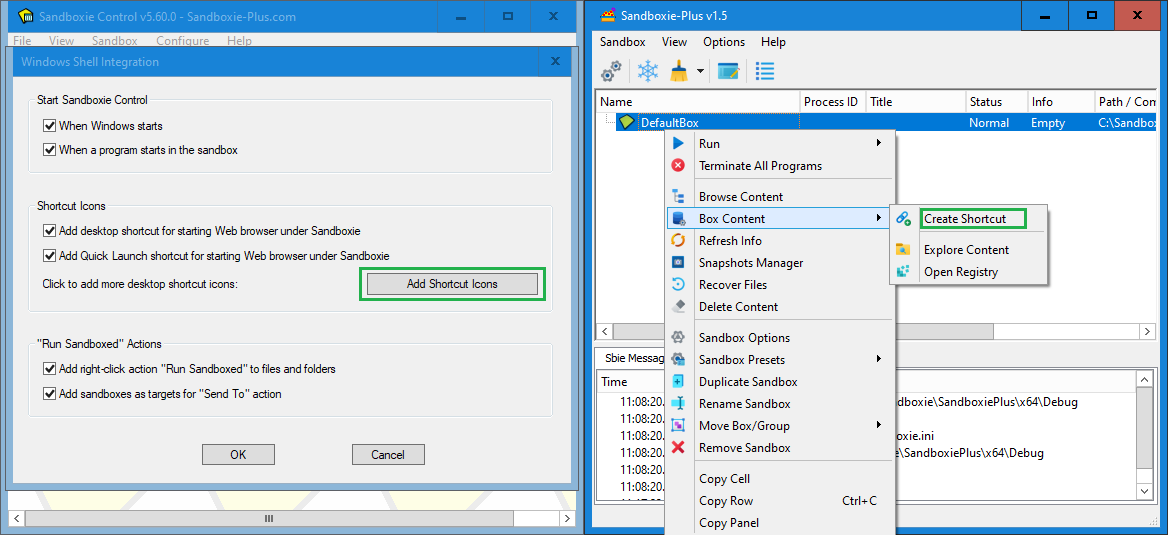 Sandboxie Control v5.60.0 - Sandboxie-Plus.com
File View Sandbox Configure Help
Windows Shell Integration
Start Sandboxie Control
When Windows starts
When a program starts in the sandbox
Shortcut Icons
Add desktop shortcut for starting Web browser under Sandboxie
Add Quick Launch shortcut for starting Web browser under Sandboxie
Click to add more desktop shortcut icons:
Add Shortcut Icons
"Run Sandboxed" Actions
Add right-click action "Run Sandboxed" to files and folders
Add sandboxes as targets for "Send To" action
OK Cancel
Sandboxie-Plus v1.5
Sandbox View Options Help
Name Process ID Title Status Info Path / Com
DefaultBox Normal Empty C:\Sandbo
Run
Terminate All Programs
Browse Content
Box Content
Refresh Info
Snapshots Manager
Recover Files
Delete Content
Sandbox Options
Sandbox Presets
Duplicate Sandbox
Rename Sandbox
Move Box/Group
Remove Sandbox
Copy Cell
Copy Row Ctrl+C
Copy Panel
Create Shortcut
Explore Content
Open Registry
Sbie Messag
Time
11:08:20. dboxie\SandboxiePlus\x64\Debug
11:08:20.
11:08:20. oxie.ini
11:08:20. e\SandboxiePlus\x64\Debug
11:08:20.
11:08:20.